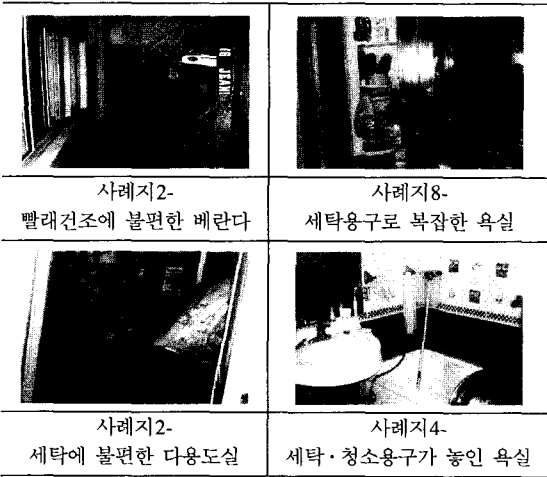 사례지2-
빨래건조에 불편한 베란다
사례지8-
세탁용구로 복잡한 욕실
사례지2-
세탁에 불편한 다용도실
사례지4-
세탁·청소용구가 놓인 욕실